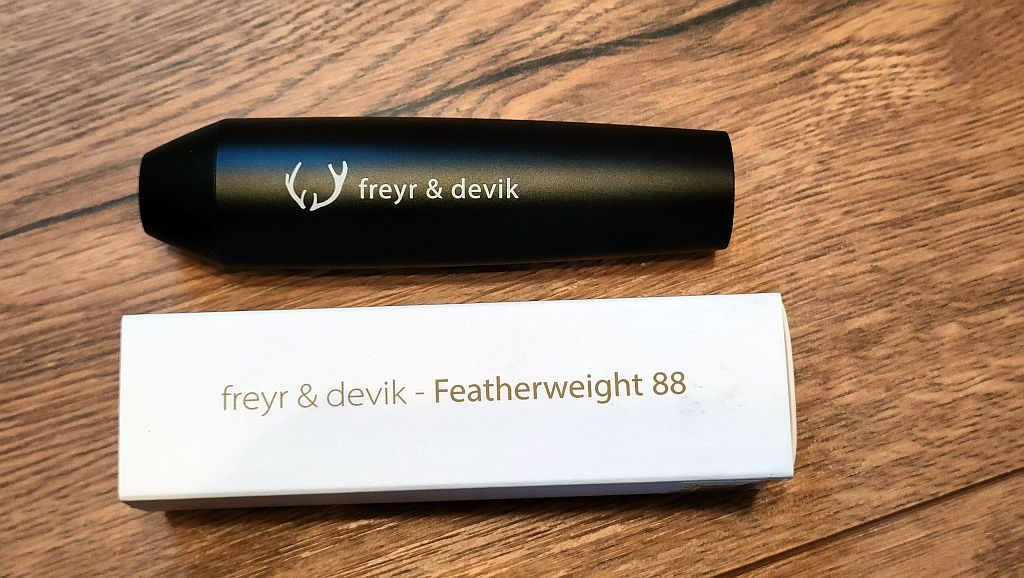 freyr & devik
freyr & devik - Featherweight 88